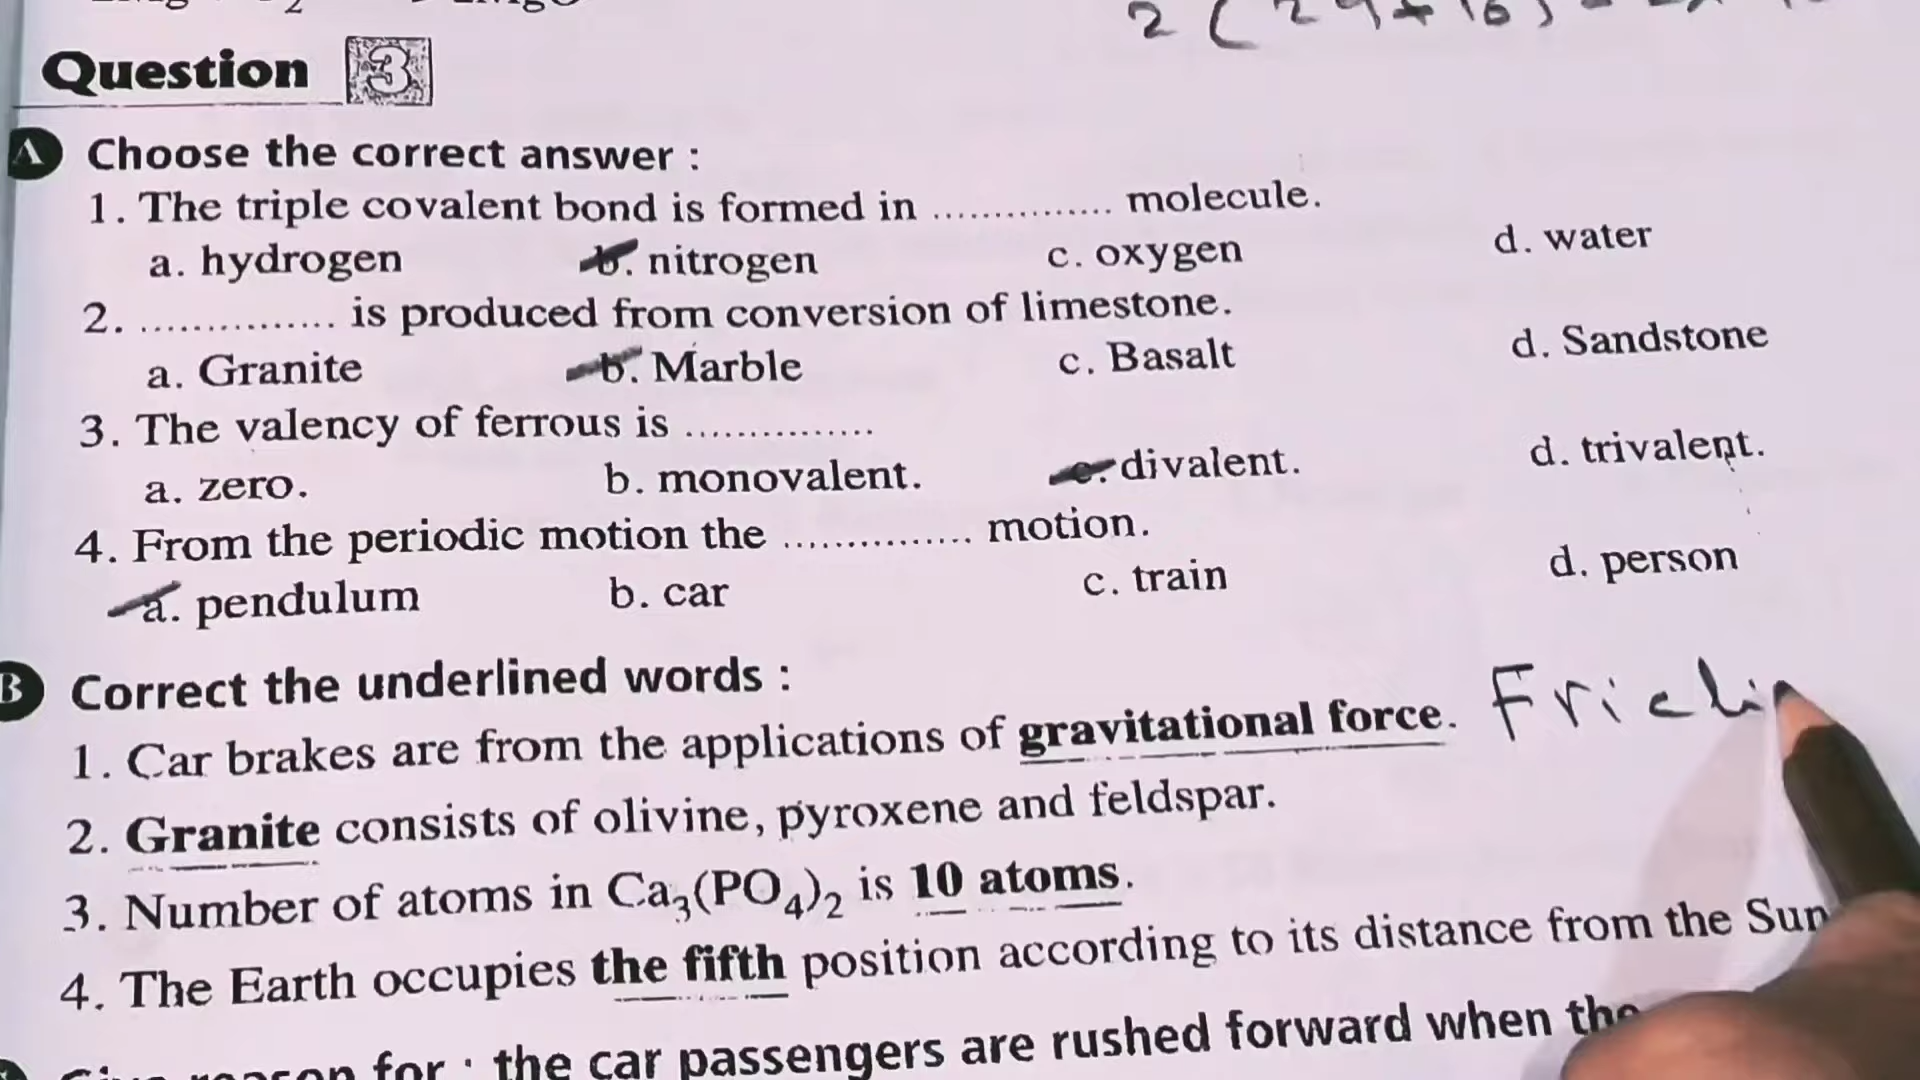 2 (24 + 16)
Question 3
A Choose the correct answer :
1. The triple covalent bond is formed in ............... molecule.
a. hydrogen b. nitrogen c. oxygen d. water
2. ............... is produced from conversion of limestone.
a. Granite b. Marble c. Basalt d. Sandstone
3. The valency of ferrous is ...............
a. zero. b. monovalent. c. divalent. d. trivalent.
4. From the periodic motion the ............... motion.
a. pendulum b. car c. train d. person
B Correct the underlined words :
1. Car brakes are from the applications of gravitational force. Fricti
2. Granite consists of olivine, pyroxene and feldspar.
3. Number of atoms in Ca₃(PO₄)₂ is 10 atoms.
4. The Earth occupies the fifth position according to its distance from the Sun
reason for : the car passengers are rushed forward when the